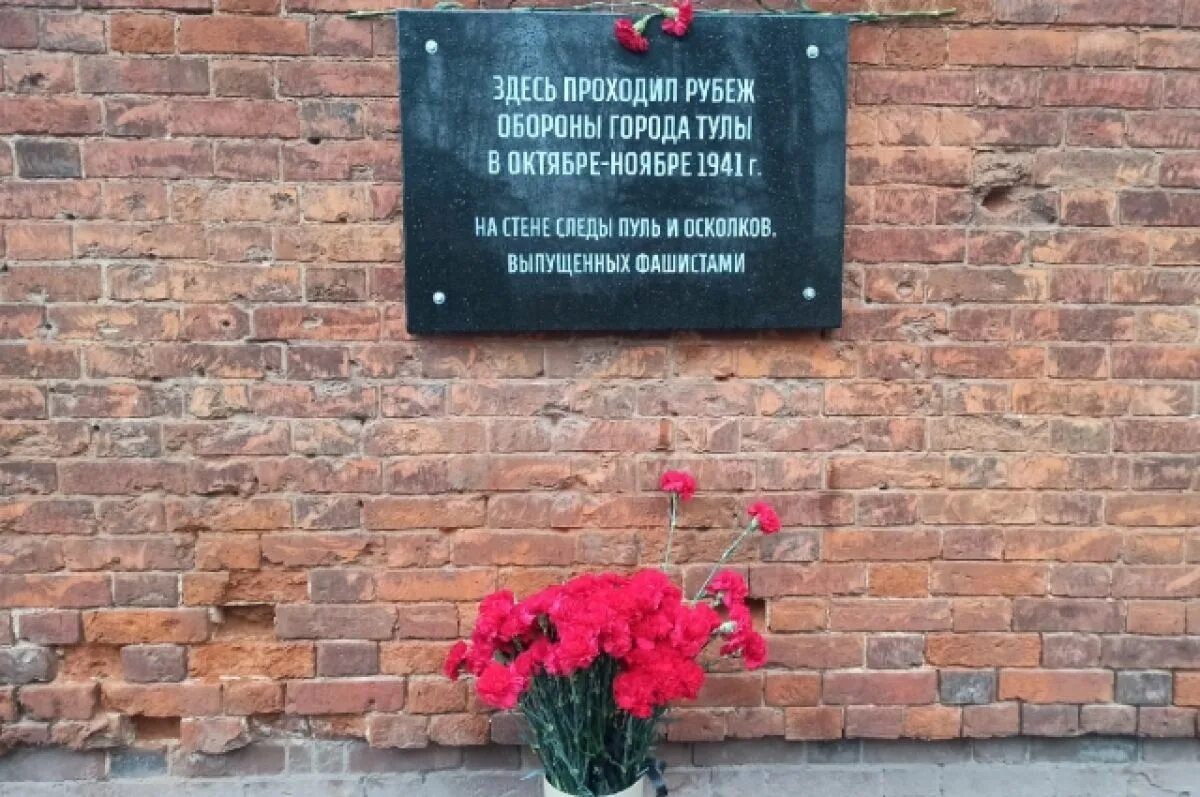 ЗДЕСЬ ПРОХОДИЛ РУБЕЖ
ОБОРОНЫ ГОРОДА ТУЛЫ
В ОКТЯБРЕ-НОЯБРЕ 1941 г.
НА СТЕНЕ СЛЕДЫ ПУЛЬ И ОСКОЛКОВ,
ВЫПУЩЕННЫХ ФАШИСТАМИ